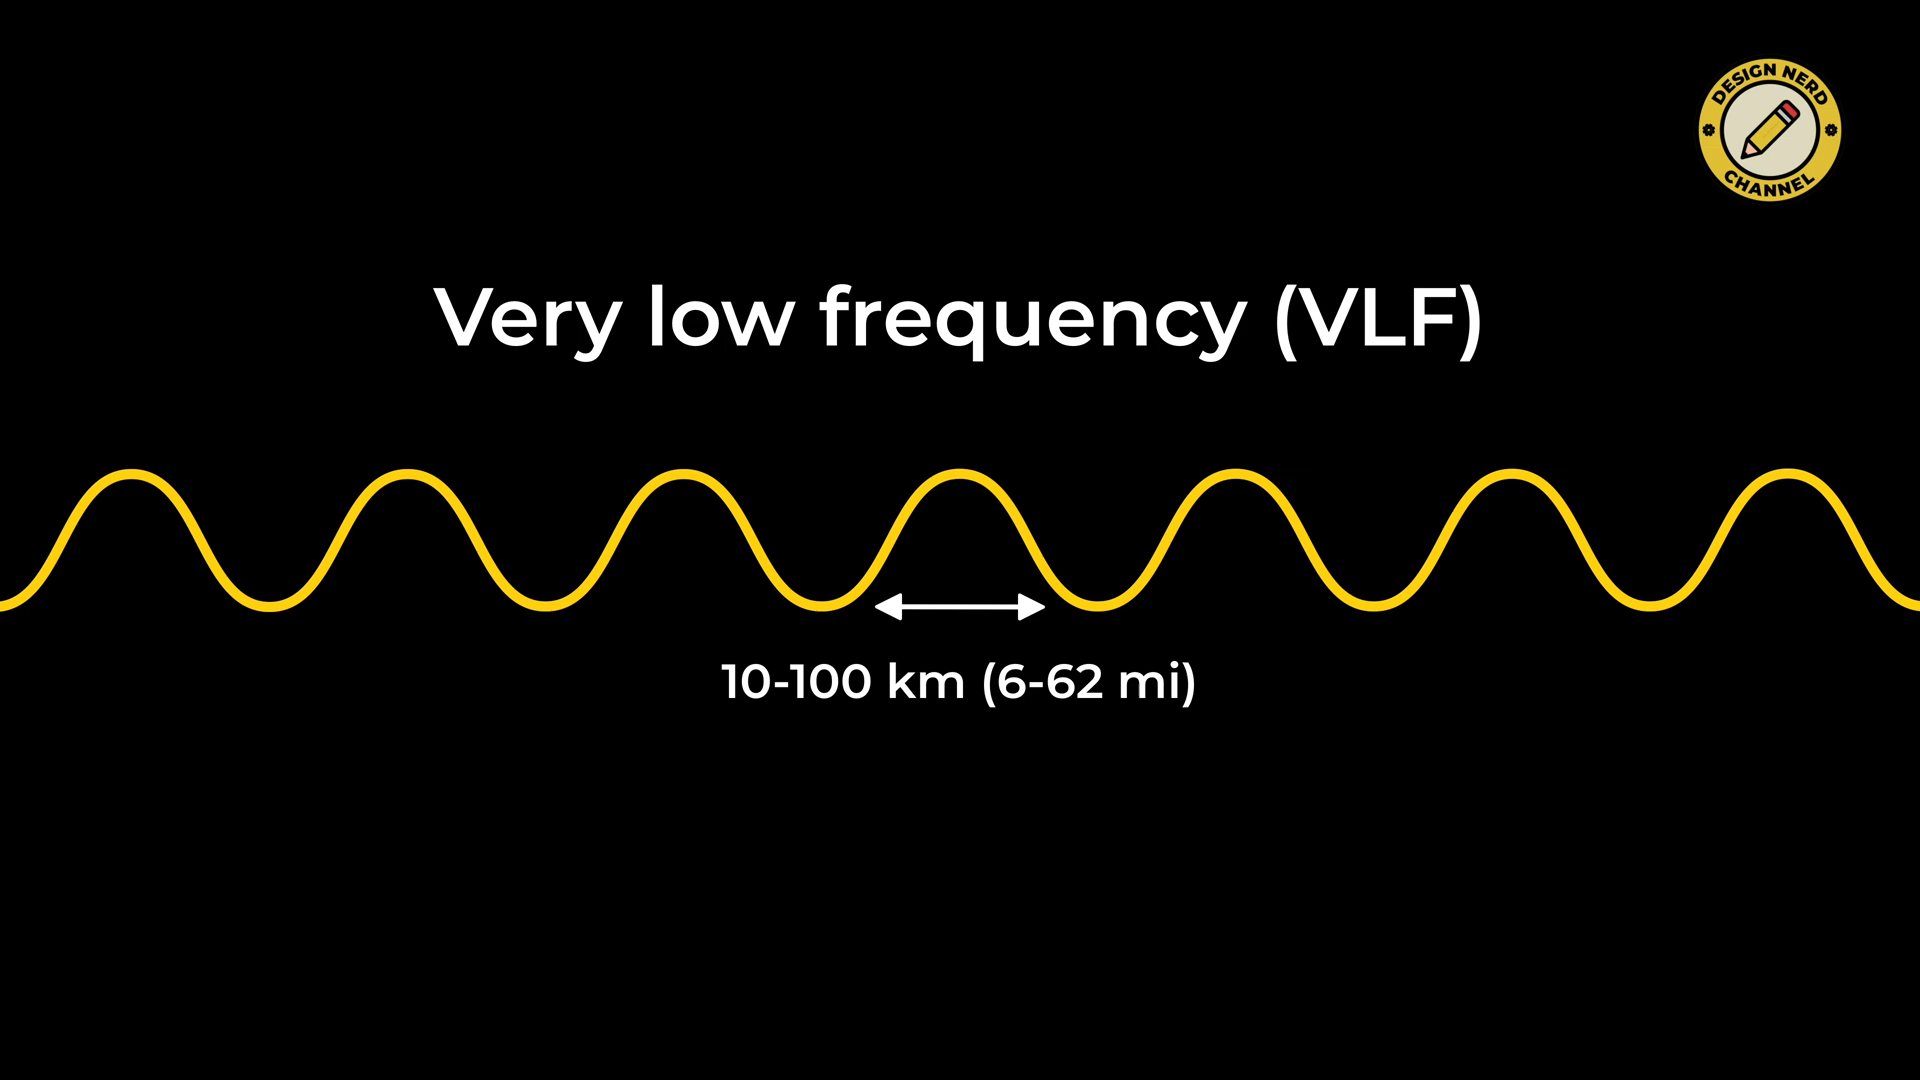 DESIGN NERD
CHANNEL
Very low frequency (VLF)
10-100 km (6-62 mi)